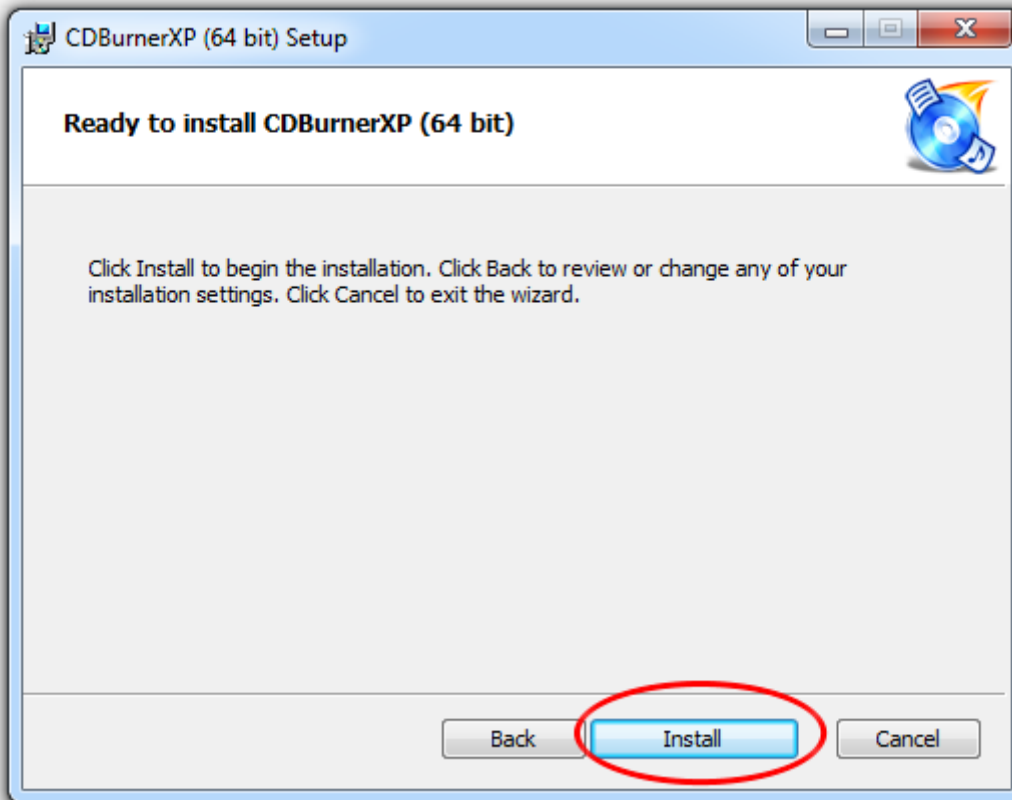 CDBurnerXP (64 bit) Setup
Ready to install CDBurnerXP (64 bit)
Click Install to begin the installation. Click Back to review or change any of your
installation settings. Click Cancel to exit the wizard.
Back Install Cancel